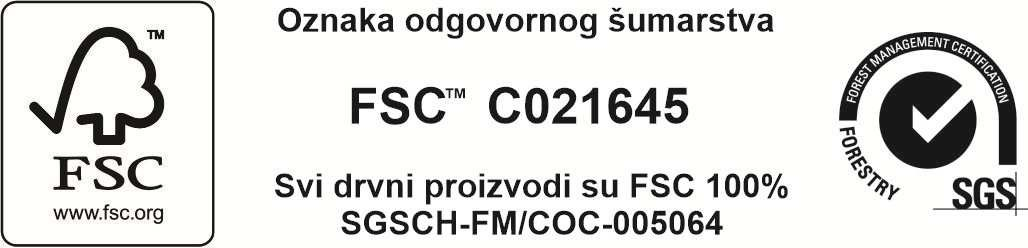 FSC
www.fsc.org
TM
Oznaka odgovornog šumarstva
FSC™ C021645
Svi drvni proizvodi su FSC 100%
SGSCH-FM/COC-005064
FOREST MANAGEMENT CERTIFICATION
FORESTRY
SGS